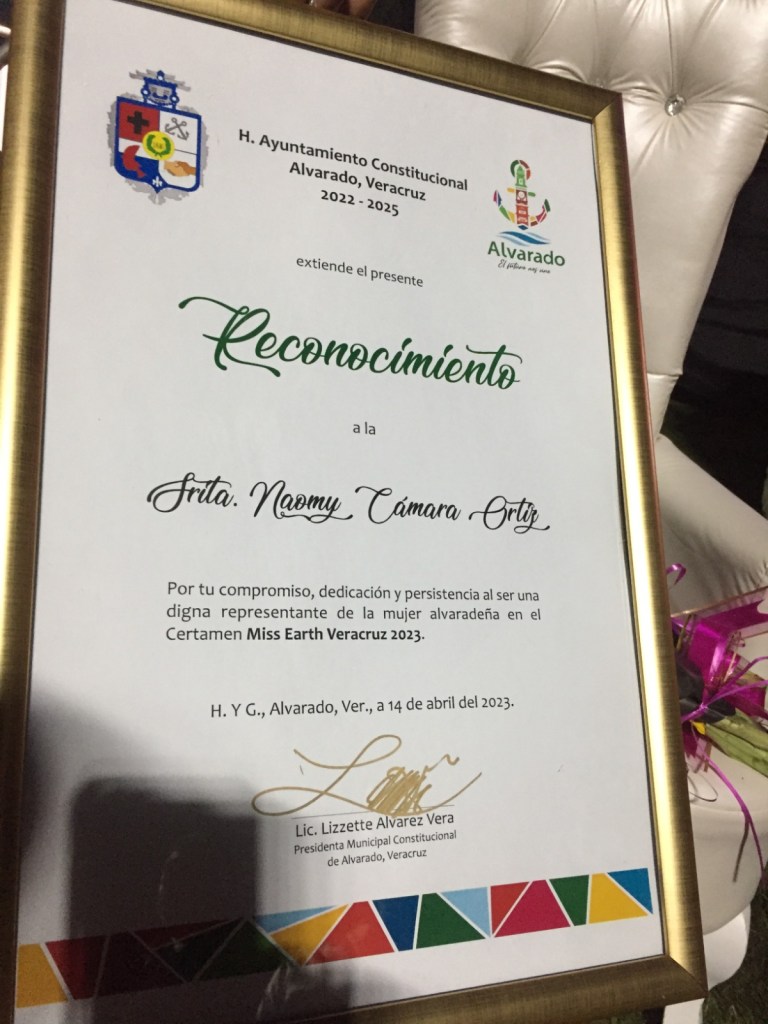 H. Ayuntamiento Constitucional
Alvarado, Veracruz
2022 - 2025
Alvarado
extiende el presente
Reconocimiento
a la
Srita. Naomy Cámara Ortiz
Por tu compromiso, dedicación y persistencia al ser una
digna representante de la mujer alvaradeña en el
Certamen Miss Earth Veracruz 2023.
H. Y G., Alvarado, Ver., a 14 de abril del 2023.
Lic. Lizzette Alvarez Vera
Presidenta Municipal Constitucional
de Alvarado, Veracruz